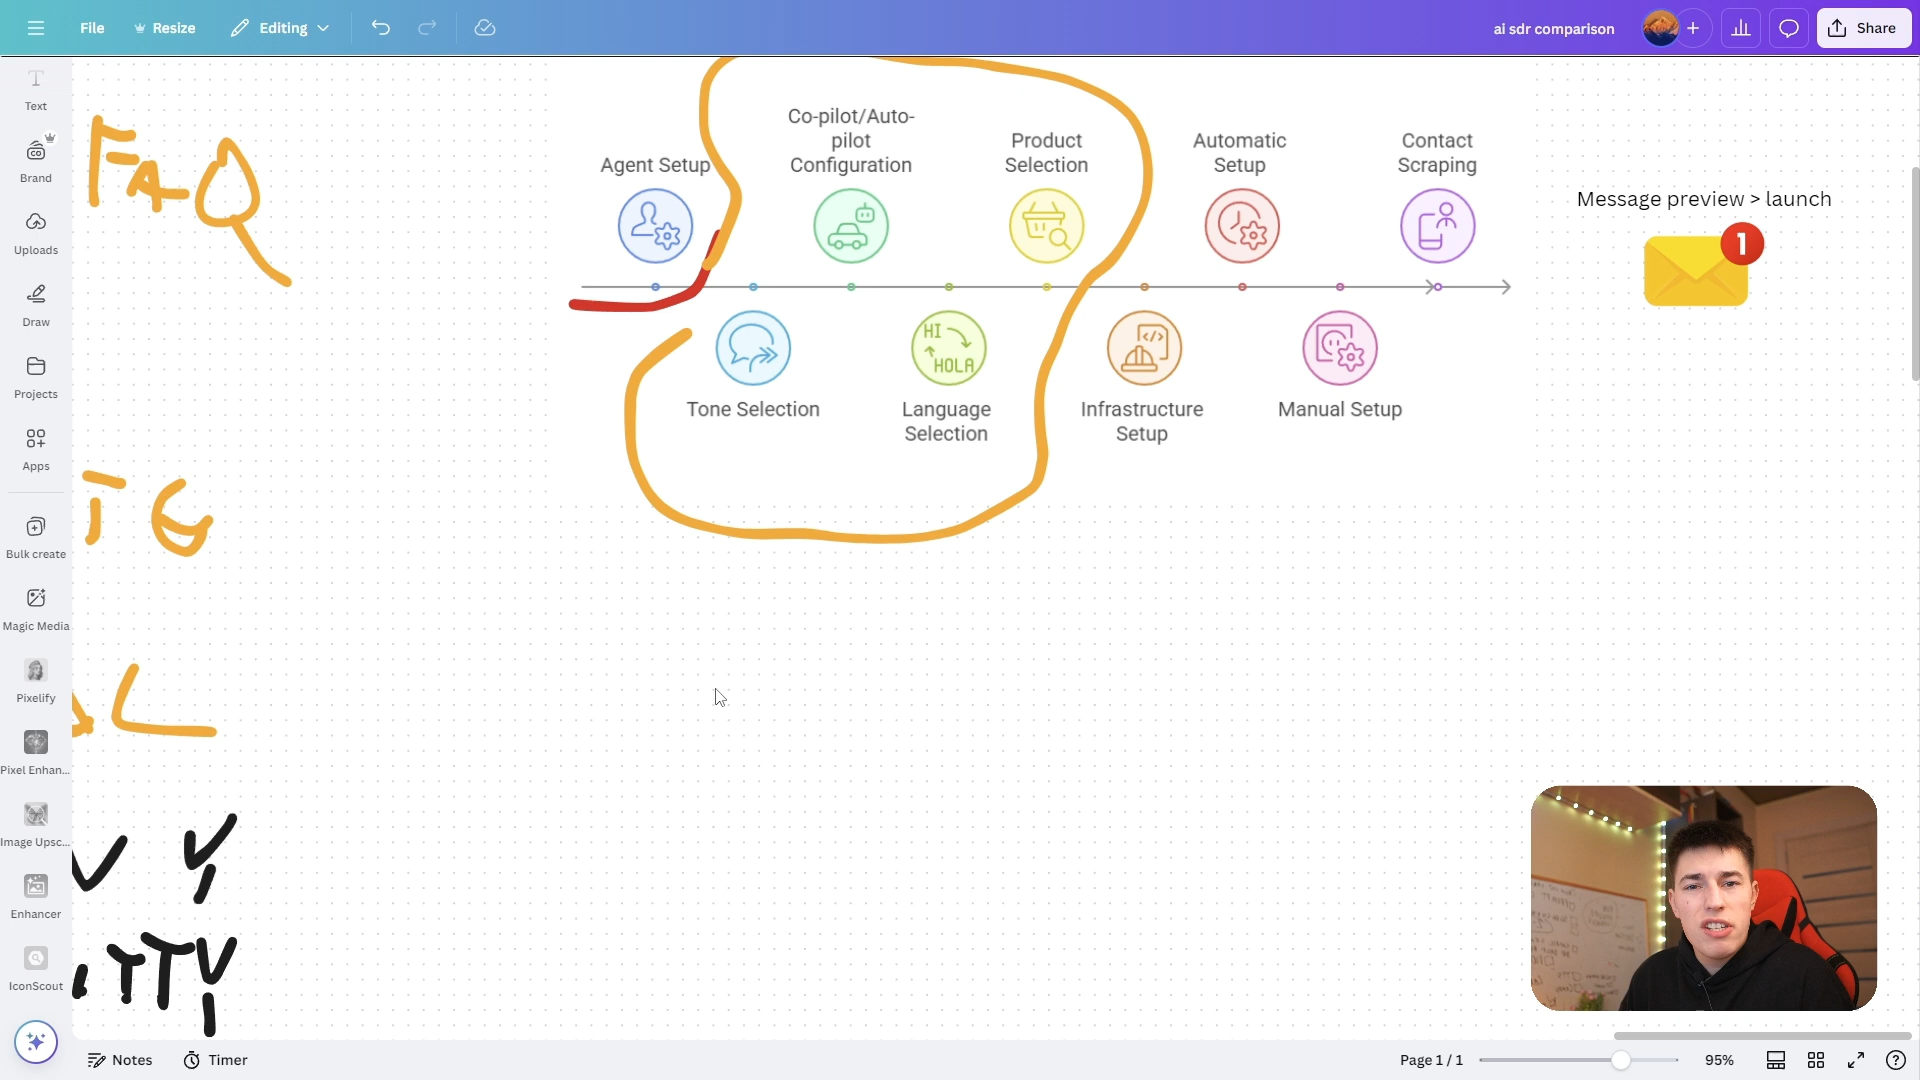 File
Resize
Editing
ai sdr comparison
Share
Text
Brand
Uploads
Draw
Projects
Apps
Bulk create
Magic Media
Pixelify
Pixel Enhan...
Image Upsc...
Enhancer
IconScout
FAQ
Agent Setup
Co-pilot/Auto-
pilot
Configuration
Product
Selection
Automatic
Setup
Contact
Scraping
Message preview > launch
1
HI
HOLA
</>
Tone Selection
Language
Selection
Infrastructure
Setup
Manual Setup
Notes
Timer
Page 1 / 1
95%